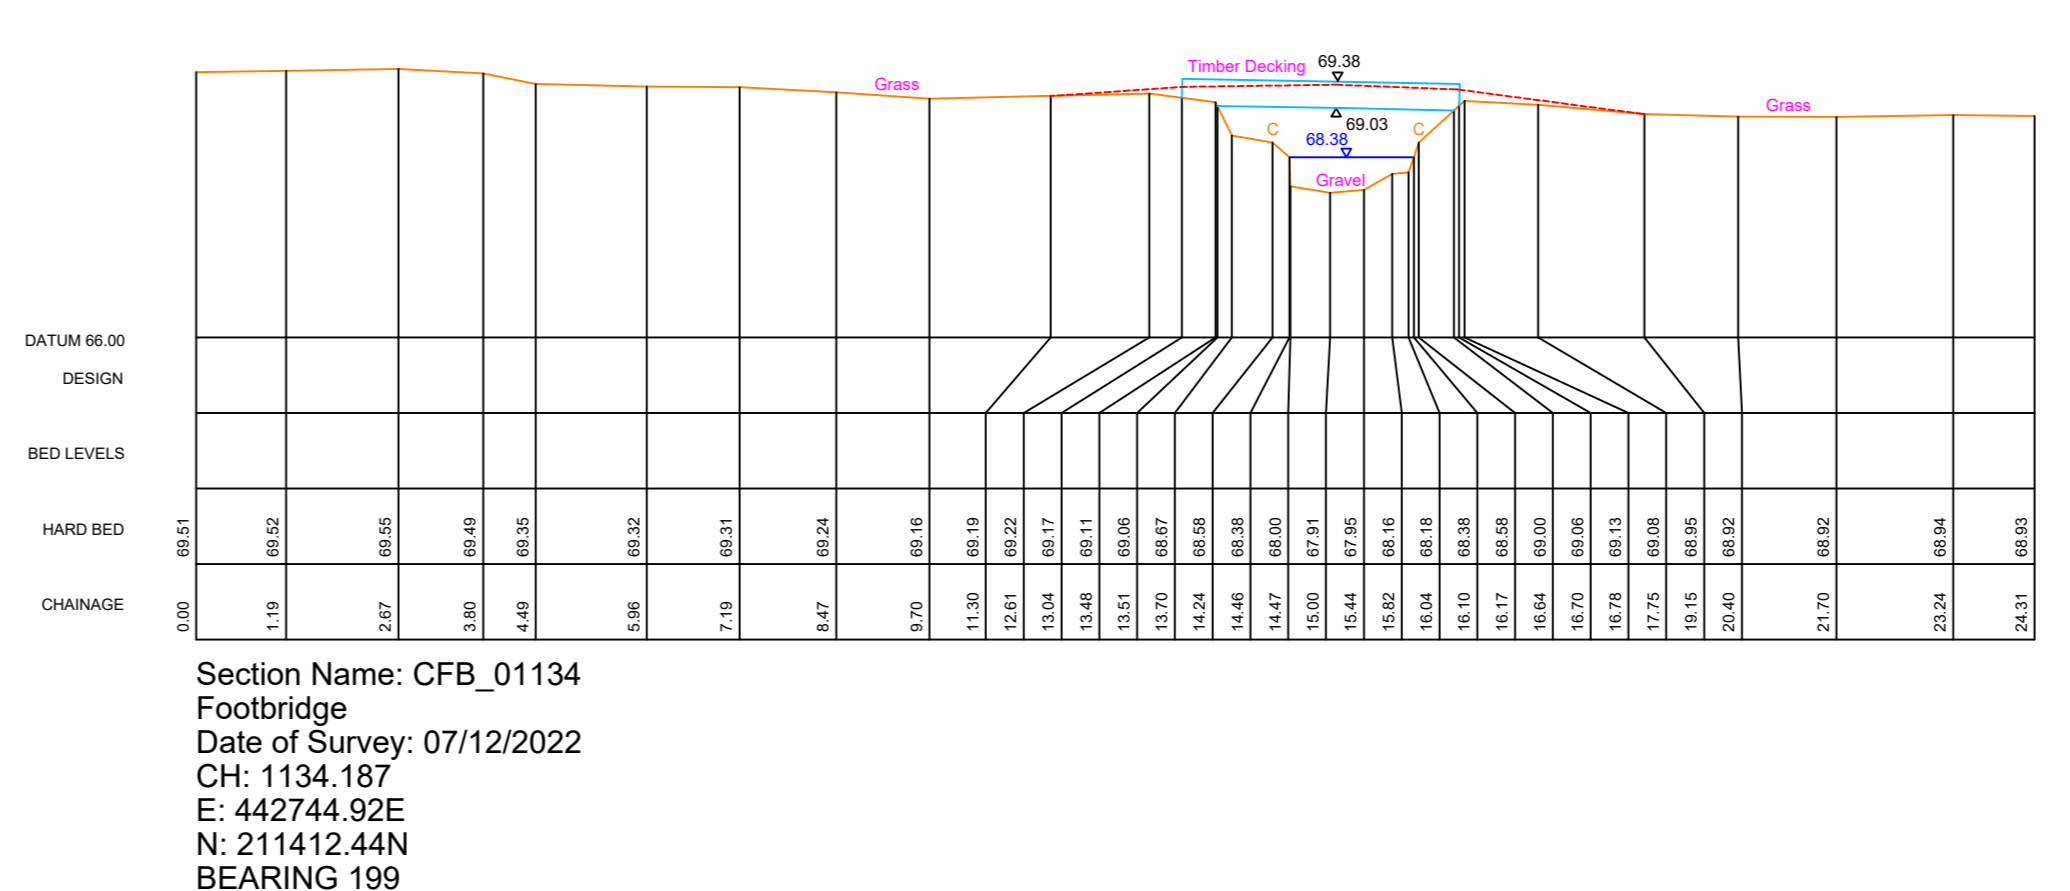 Timber Decking 69.38
Grass
Grass
69.03
C
C
68.38
Gravel
DATUM 66.00
DESIGN
BED LEVELS
HARD BED 69.51 69.52 69.55 69.49 69.35 69.32 69.31 69.24 69.16 69.19 69.22 69.17 69.11 69.06 68.67 68.58 68.38 68.00 67.91 67.95 68.16 68.18 68.38 68.58 69.00 69.06 69.13 69.08 68.95 68.92 68.92 68.94 68.93
CHAINAGE 0.00 1.19 2.67 3.80 4.49 5.96 7.19 8.47 9.70 11.30 12.61 13.04 13.48 13.51 13.70 14.24 14.46 14.47 15.00 15.44 15.82 16.04 16.10 16.17 16.64 16.70 16.78 17.75 19.15 20.40 21.70 23.24 24.31
Section Name: CFB_01134
Footbridge
Date of Survey: 07/12/2022
CH: 1134.187
E: 442744.92E
N: 211412.44N
BEARING 199